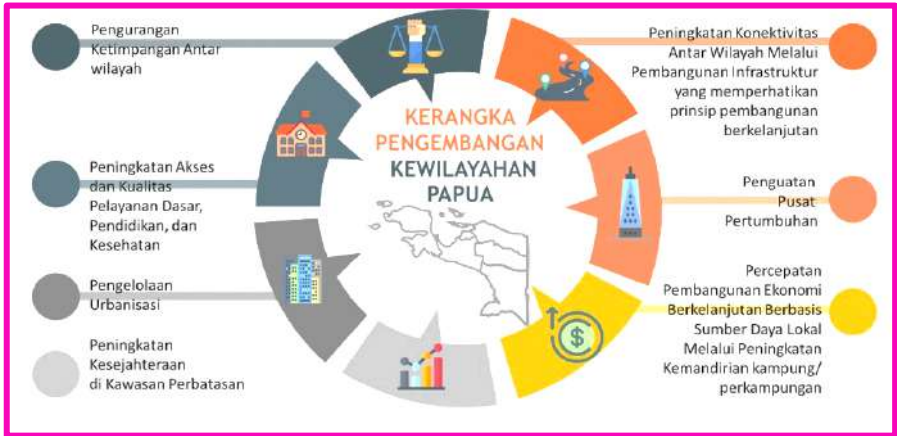 KERANGKA
PENGEMBANGAN
KEWILAYAHAN
PAPUA
Pengurangan
Ketimpangan Antar
wilayah
Peningkatan Akses
dan Kualitas
Pelayanan Dasar,
Pendidikan, dan
Kesehatan
Pengelolaan
Urbanisasi
Peningkatan
Kesejahteraan
di Kawasan Perbatasan
Peningkatan Konektivitas
Antar Wilayah Melalui
Pembangunan Infrastruktur
yang memperhatikan
prinsip pembangunan
berkelanjutan
Penguatan
Pusat
Pertumbuhan
Percepatan
Pembangunan Ekonomi
Berkelanjutan Berbasis
Sumber Daya Lokal
Melalui Peningkatan
Kemandirian kampung/
perkampungan
$